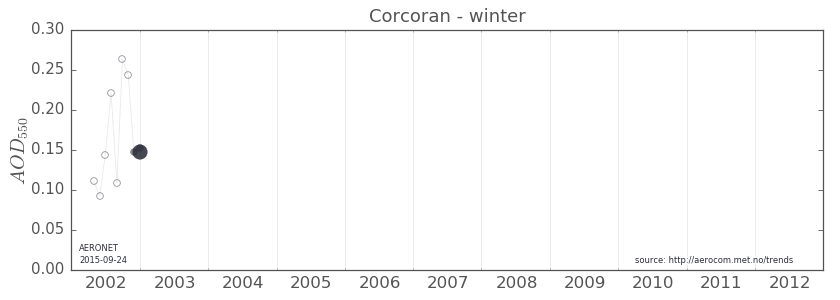 Corcoran - winter
0.30
0.25
0.20
0.15
0.10
0.05
0.00
AOD550
AERONET
2015-09-24
source: http://aerocom.met.no/trends
2002 2003 2004 2005 2006 2007 2008 2009 2010 2011 2012